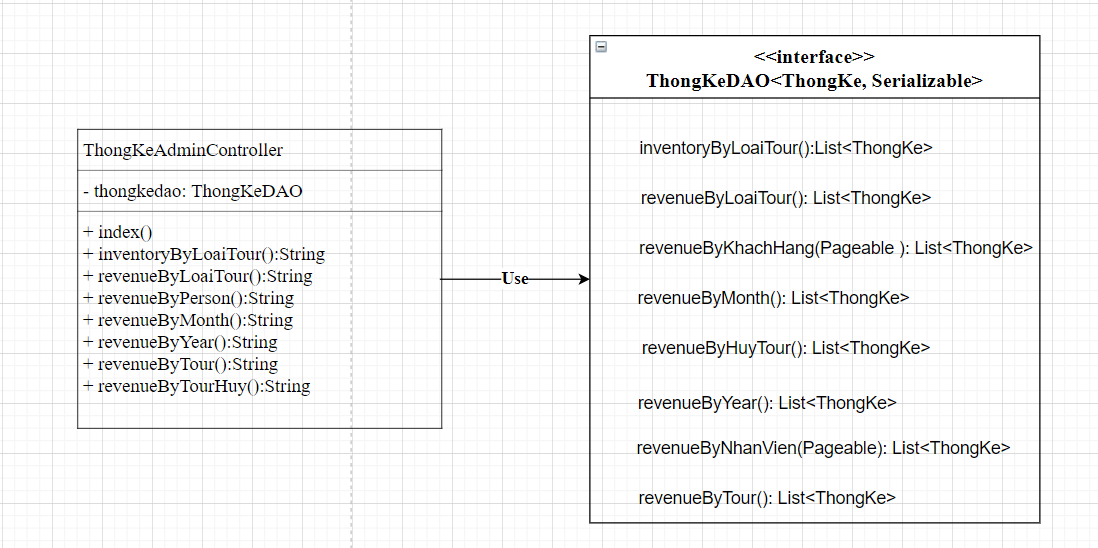 ThongKeAdminController
- thongkedao: ThongKeDAO
+ index()
+ inventoryByLoaiTour():String
+ revenueByLoaiTour():String
+ revenueByPerson():String
+ revenueByMonth():String
+ revenueByYear():String
+ revenueByTour():String
+ revenueByTourHuy():String
Use
<<interface>>
ThongKeDAO<ThongKe, Serializable>
inventoryByLoaiTour():List<ThongKe>
revenueByLoaiTour(): List<ThongKe>
revenueByKhachHang(Pageable ): List<ThongKe>
revenueByMonth(): List<ThongKe>
revenueByHuyTour(): List<ThongKe>
revenueByYear(): List<ThongKe>
revenueByNhanVien(Pageable): List<ThongKe>
revenueByTour(): List<ThongKe>